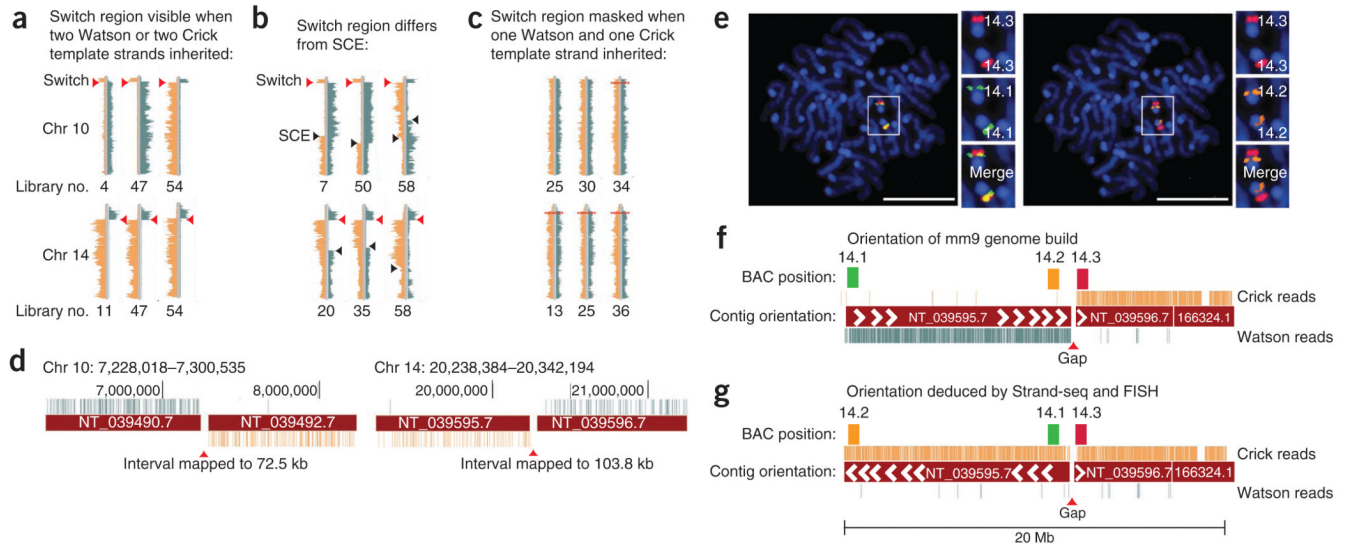 a
Switch region visible when
two Watson or two Crick
template strands inherited:
Switch
Chr 10
Library no. 4 47 54
Chr 14
Library no. 11 47 54
b
Switch region differs
from SCE:
Switch
SCE
7 50 58
20 35 58
c
Switch region masked when
one Watson and one Crick
template strand inherited:
25 30 34
13 25 36
d
Chr 10: 7,228,018–7,300,535
7,000,000 8,000,000
NT_039490.7 NT_039492.7
Interval mapped to 72.5 kb
Chr 14: 20,238,384–20,342,194
20,000,000 21,000,000
NT_039595.7 NT_039596.7
Interval mapped to 103.8 kb
e
14.3
14.3
14.1
14.1
Merge
14.3
14.3
14.2
14.2
Merge
f
Orientation of mm9 genome build
14.1 14.2 14.3
BAC position:
Crick reads
Contig orientation: NT_039595.7 NT_039596.7 166324.1
Watson reads
Gap
g
Orientation deduced by Strand-seq and FISH
14.2 14.1 14.3
BAC position:
Crick reads
Contig orientation: NT_039595.7 NT_039596.7 166324.1
Watson reads
Gap
20 Mb